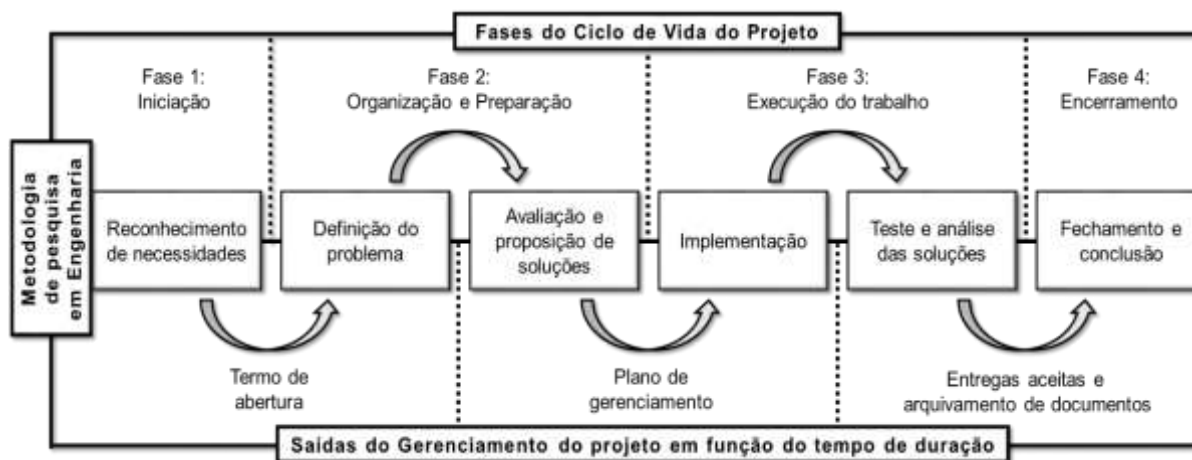 Fases do Ciclo de Vida do Projeto
Fase 1:
Iniciação
Fase 2:
Organização e Preparação
Fase 3:
Execução do trabalho
Fase 4:
Encerramento
Metodologia
de pesquisa
em Engenharia
Reconhecimento
de necessidades
Definição do
problema
Avaliação e
proposição de
soluções
Implementação
Teste e análise
das soluções
Fechamento e
conclusão
Termo de
abertura
Plano de
gerenciamento
Entregas aceitas e
arquivamento de documentos
Saídas do Gerenciamento do projeto em função do tempo de duração